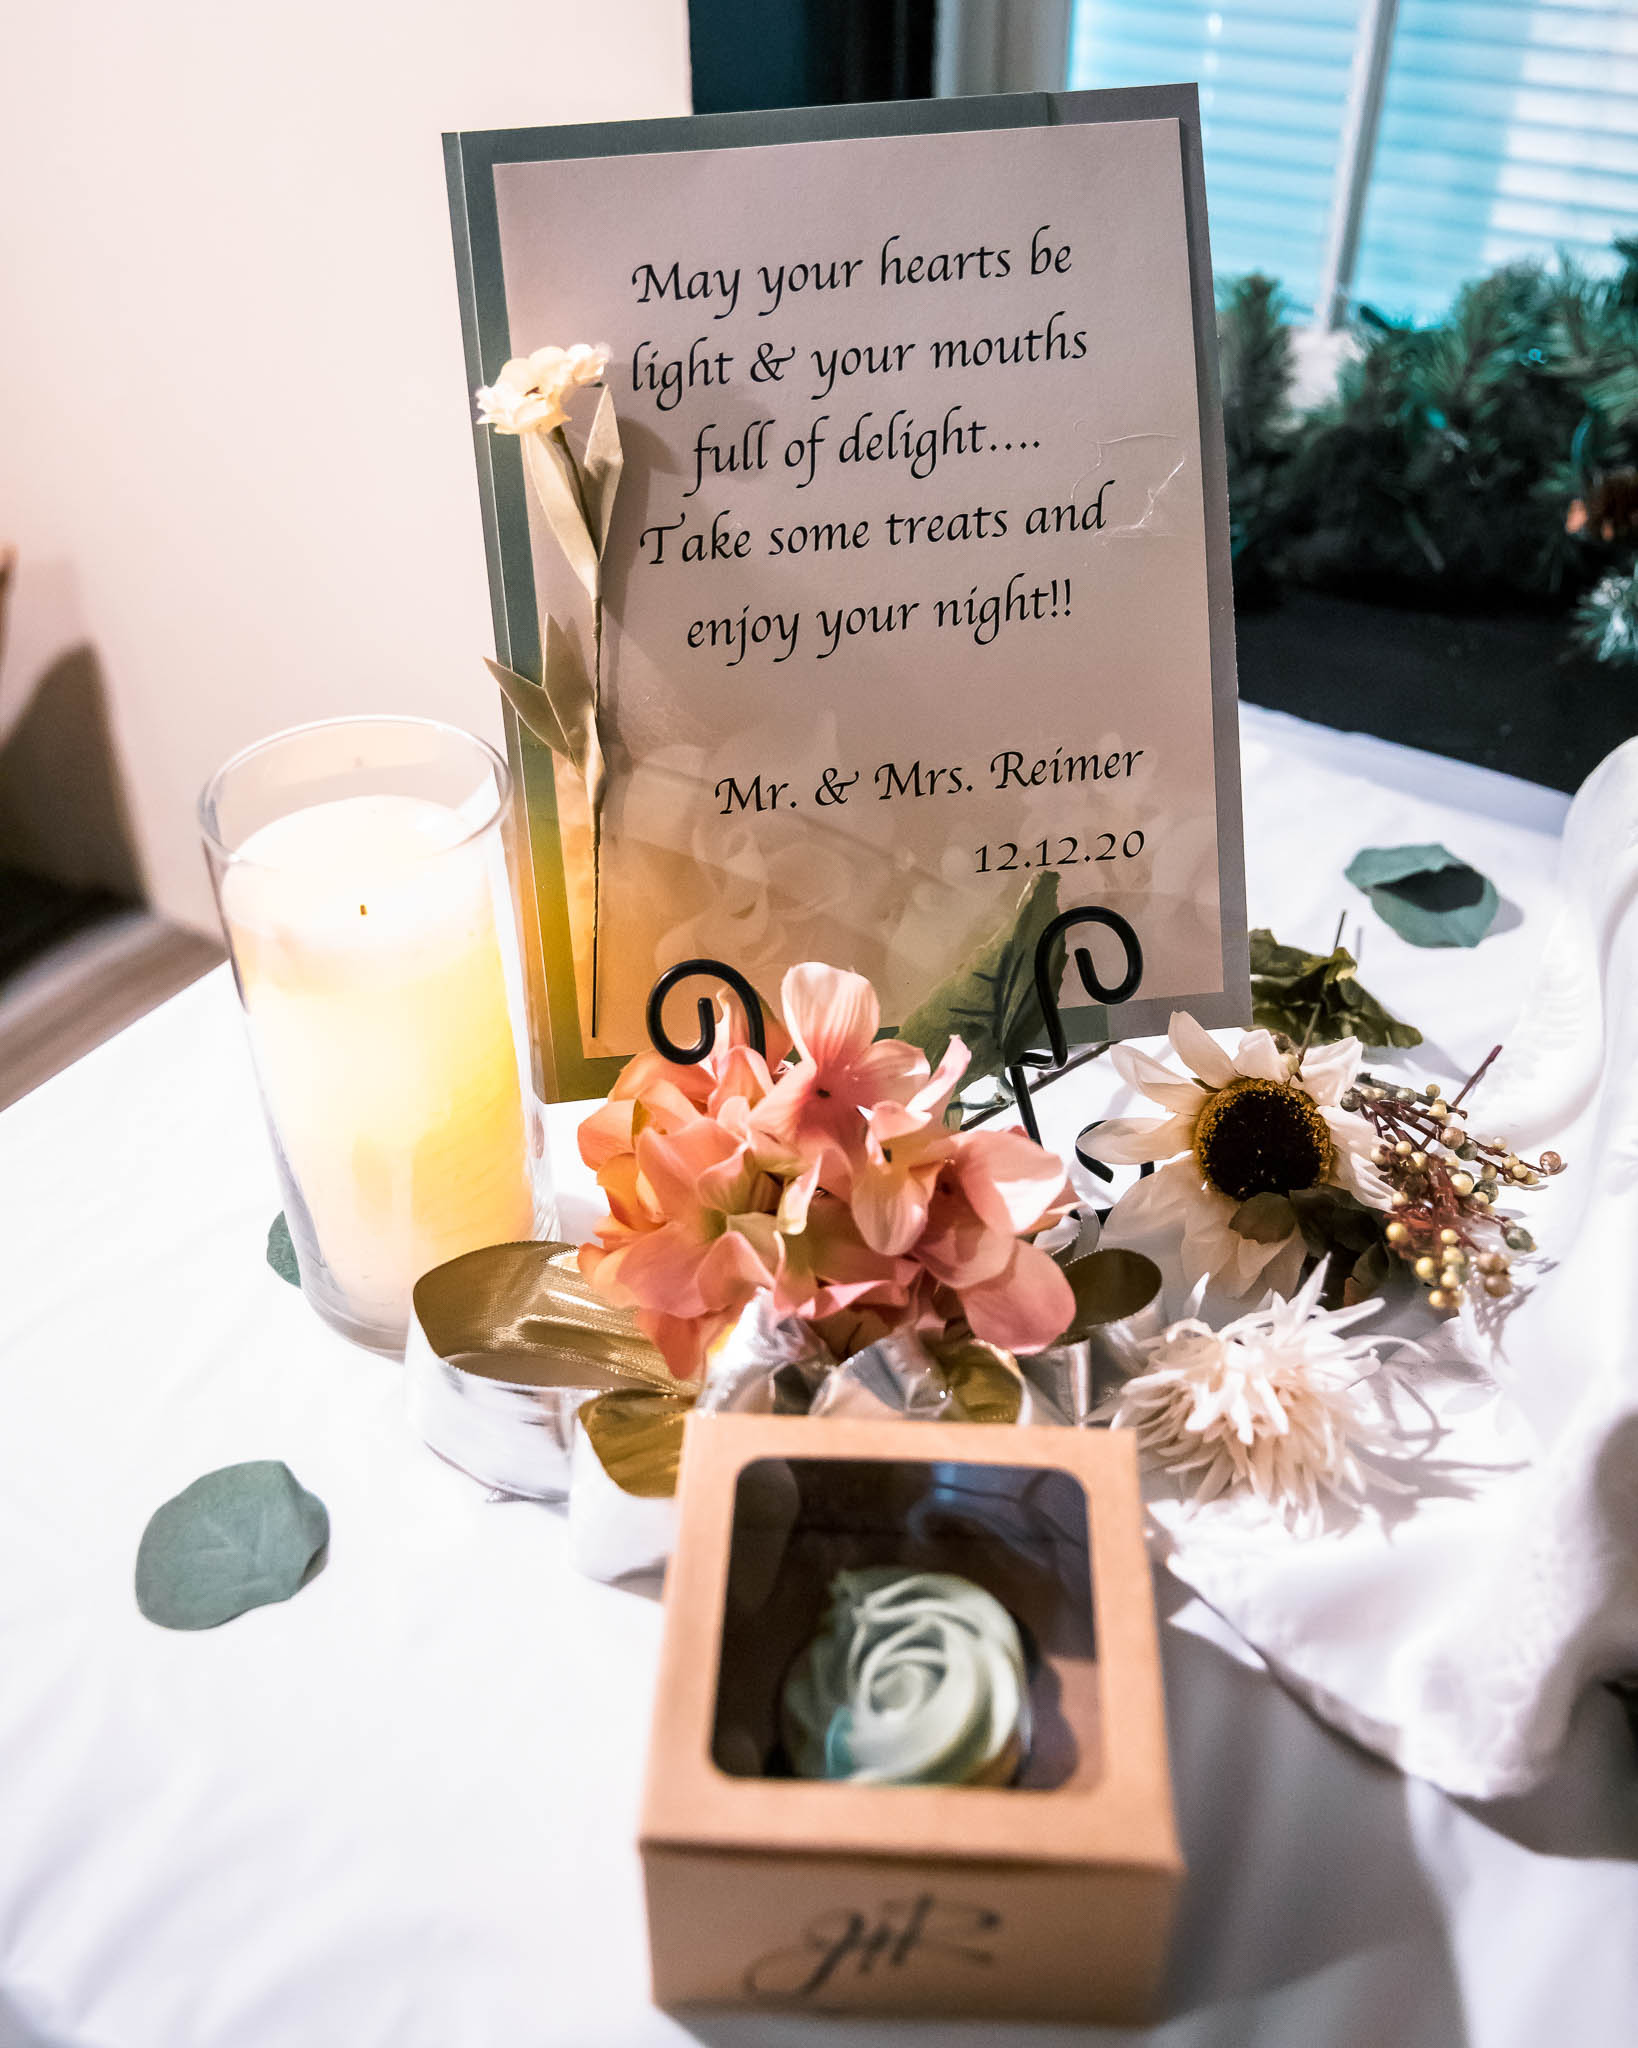 May your hearts be
light & your mouths
full of delight....
Take some treats and
enjoy your night!!
Mr. & Mrs. Reimer
12.12.20